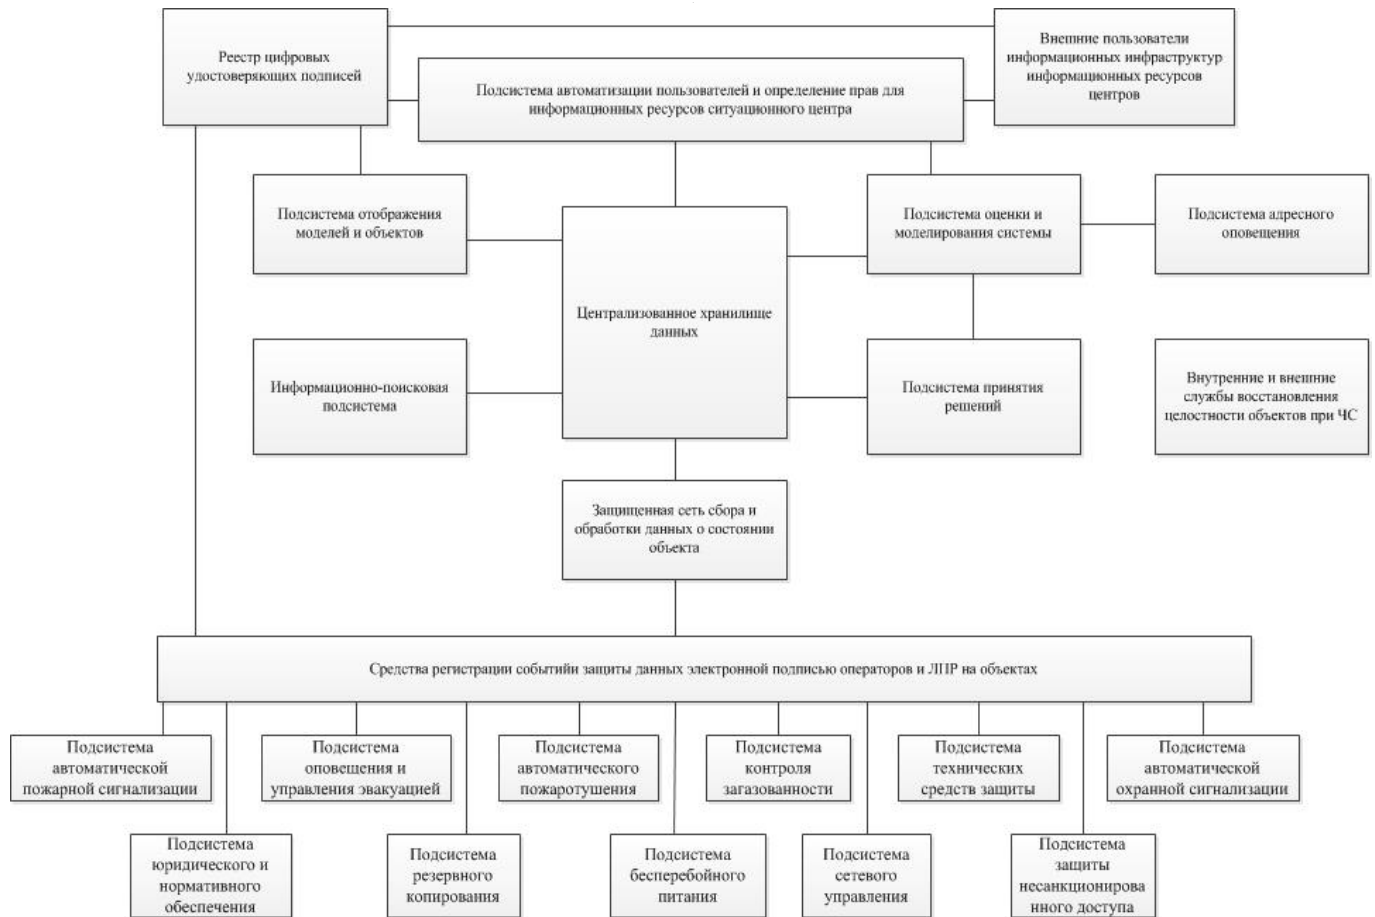 Реестр цифровых
удостоверяющих подписей
Внешние пользователи
информационных инфраструктур
информационных ресурсов
центров
Подсистема автоматизации пользователей и определение прав для
информационных ресурсов ситуационного центра
Подсистема отображения
моделей и объектов
Подсистема оценки и
моделирования системы
Подсистема адресного
оповещения
Централизованное хранилище
данных
Информационно-поисковая
подсистема
Подсистема принятия
решений
Внутренние и внешние
службы восстановления
целостности объектов при ЧС
Защищенная сеть сбора и
обработки данных о состоянии
объекта
Средства регистрации событийи защиты данных электронной подписью операторов и ЛПР на объектах
Подсистема
автоматической
пожарной сигнализации
Подсистема
оповещения и
управления эвакуацией
Подсистема
автоматического
пожаротушения
Подсистема
контроля
загазованности
Подсистема
технических
средств защиты
Подсистема
автоматической
охранной сигнализации
Подсистема
юридического и
нормативного
обеспечения
Подсистема
резервного
копирования
Подсистема
бесперебойного
питания
Подсистема
сетевого
управления
Подсистема
защиты
несанкционирова
нного доступа